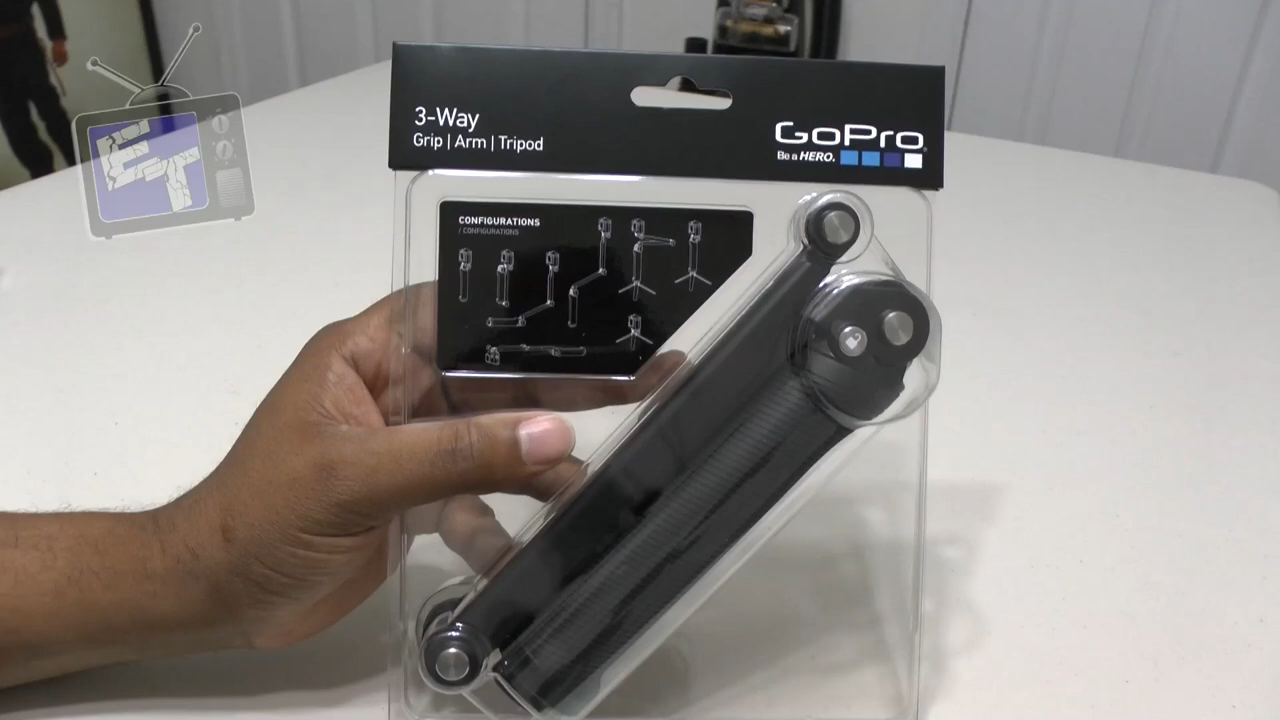 3-Way
Grip | Arm | Tripod
GoPro
Be a HERO.
CONFIGURATIONS
/ CONFIGURATIONS